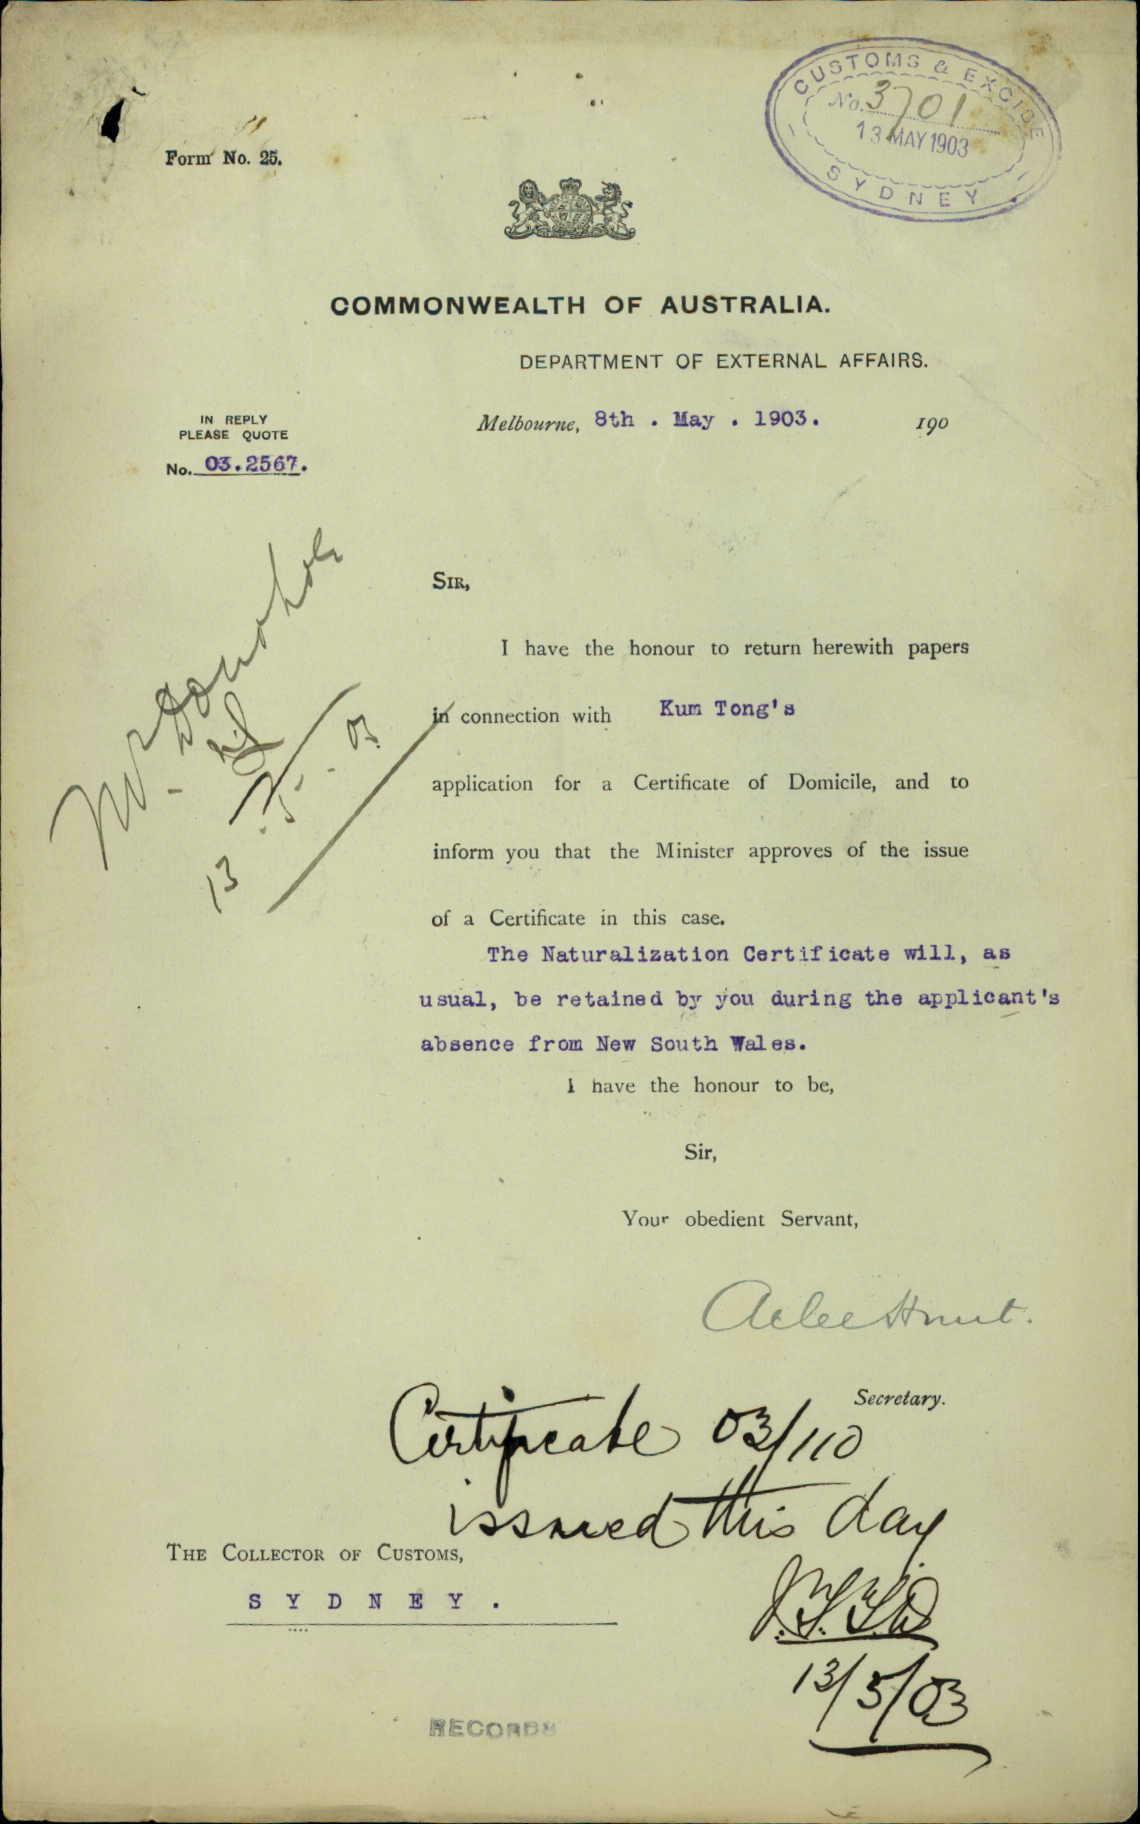 CUSTOMS & EXCISE
No. 3701
13 MAY 1903
SYDNEY
Form No. 25.
COMMONWEALTH OF AUSTRALIA.
DEPARTMENT OF EXTERNAL AFFAIRS.
IN REPLY
PLEASE QUOTE
No. 03.2567.
Melbourne, 8th . May . 1903. 190
Mr. Donohoe
13 . 5 . 03
SIR,
I have the honour to return herewith papers
in connection with Kum Tong's
application for a Certificate of Domicile, and to
inform you that the Minister approves of the issue
of a Certificate in this case.
The Naturalization Certificate will, as
usual, be retained by you during the applicant's
absence from New South Wales.
I have the honour to be,
Sir,
Your obedient Servant,
Atlee Hunt.
Secretary.
Certificate 03/110
issued this day
13/5/03
THE COLLECTOR OF CUSTOMS,
SYDNEY.
RECORDS